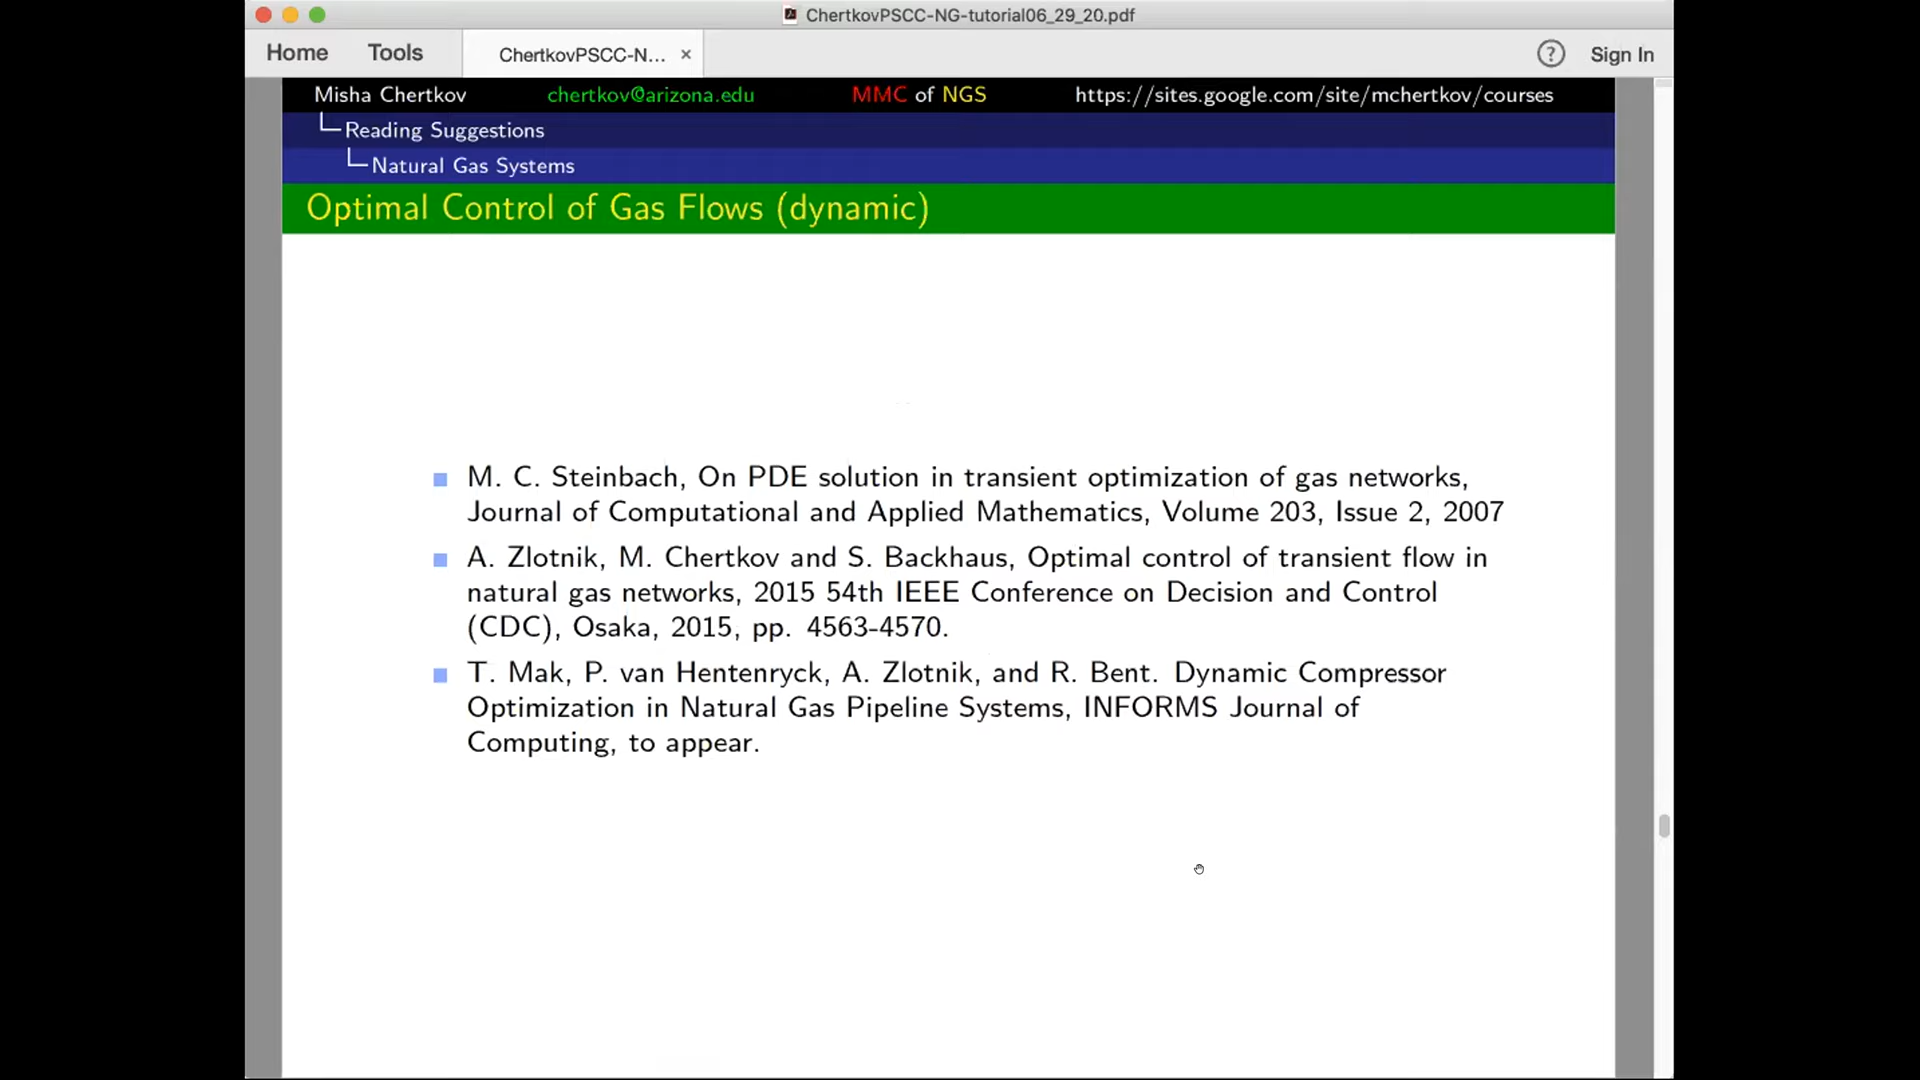 ChertkovPSCC-NG-tutorial06_29_20.pdf
Home Tools ChertkovPSCC-N... × ? Sign In
Misha Chertkov chertkov@arizona.edu MMC of NGS https://sites.google.com/site/mchertkov/courses
Reading Suggestions
Natural Gas Systems
Optimal Control of Gas Flows (dynamic)
M. C. Steinbach, On PDE solution in transient optimization of gas networks,
Journal of Computational and Applied Mathematics, Volume 203, Issue 2, 2007
A. Zlotnik, M. Chertkov and S. Backhaus, Optimal control of transient flow in
natural gas networks, 2015 54th IEEE Conference on Decision and Control
(CDC), Osaka, 2015, pp. 4563-4570.
T. Mak, P. van Hentenryck, A. Zlotnik, and R. Bent. Dynamic Compressor
Optimization in Natural Gas Pipeline Systems, INFORMS Journal of
Computing, to appear.